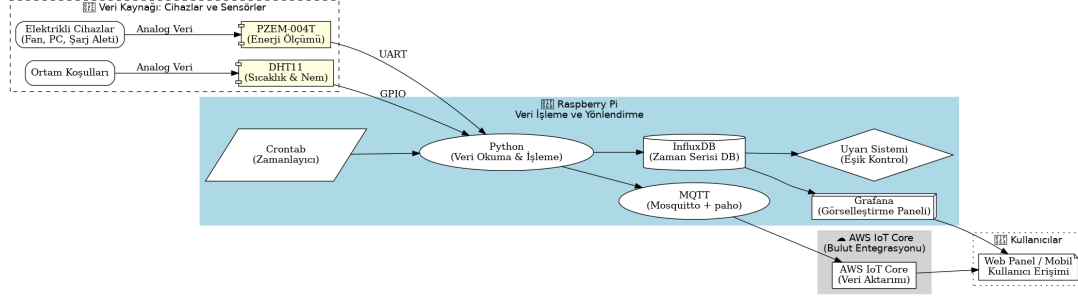 Veri Kaynağı: Cihazlar ve Sensörler
Elektrikli Cihazlar
(Fan, PC, Şarj Aleti)
Analog Veri
PZEM-004T
(Enerji Ölçümü)
UART
Ortam Koşulları
Analog Veri
DHT11
(Sıcaklık & Nem)
GPIO
Raspberry Pi
Veri İşleme ve Yönlendirme
Crontab
(Zamanlayıcı)
Python
(Veri Okuma & İşleme)
InfluxDB
(Zaman Serisi DB)
Uyarı Sistemi
(Eşik Kontrol)
MQTT
(Mosquitto + paho)
Grafana
(Görselleştirme Paneli)
☁ AWS IoT Core
(Bulut Entegrasyonu)
AWS IoT Core
(Veri Aktarımı)
Kullanıcılar
Web Panel / Mobil
Kullanıcı Erişimi